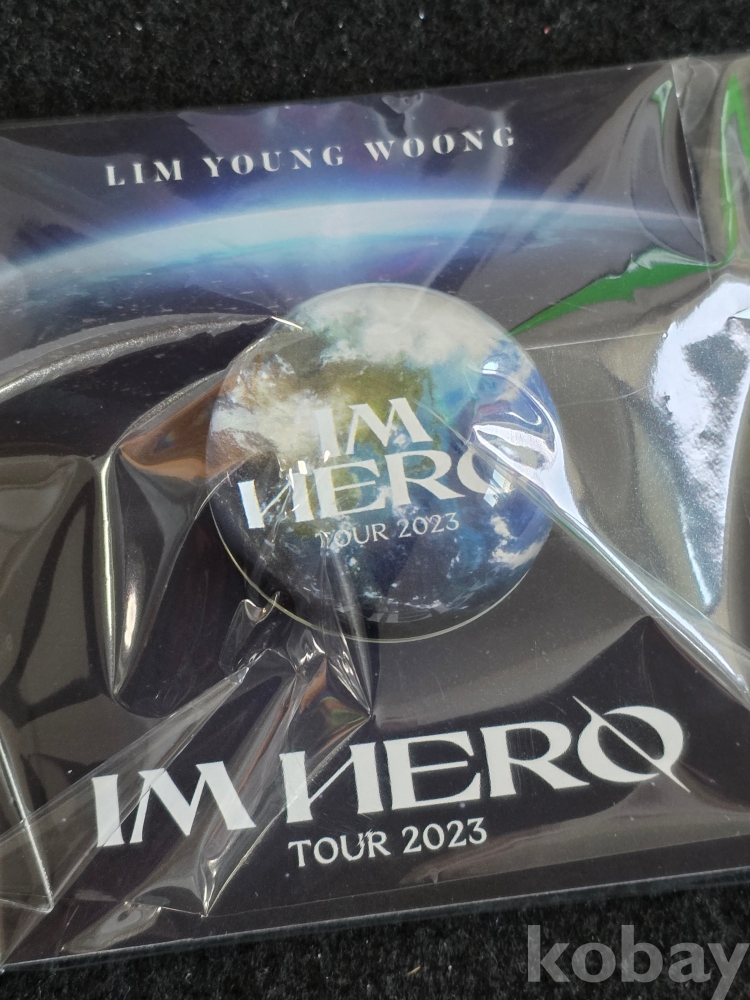 LIM YOUNG WOONG
IM
HERO
TOUR 2023
IM HERO
TOUR 2023
kobay